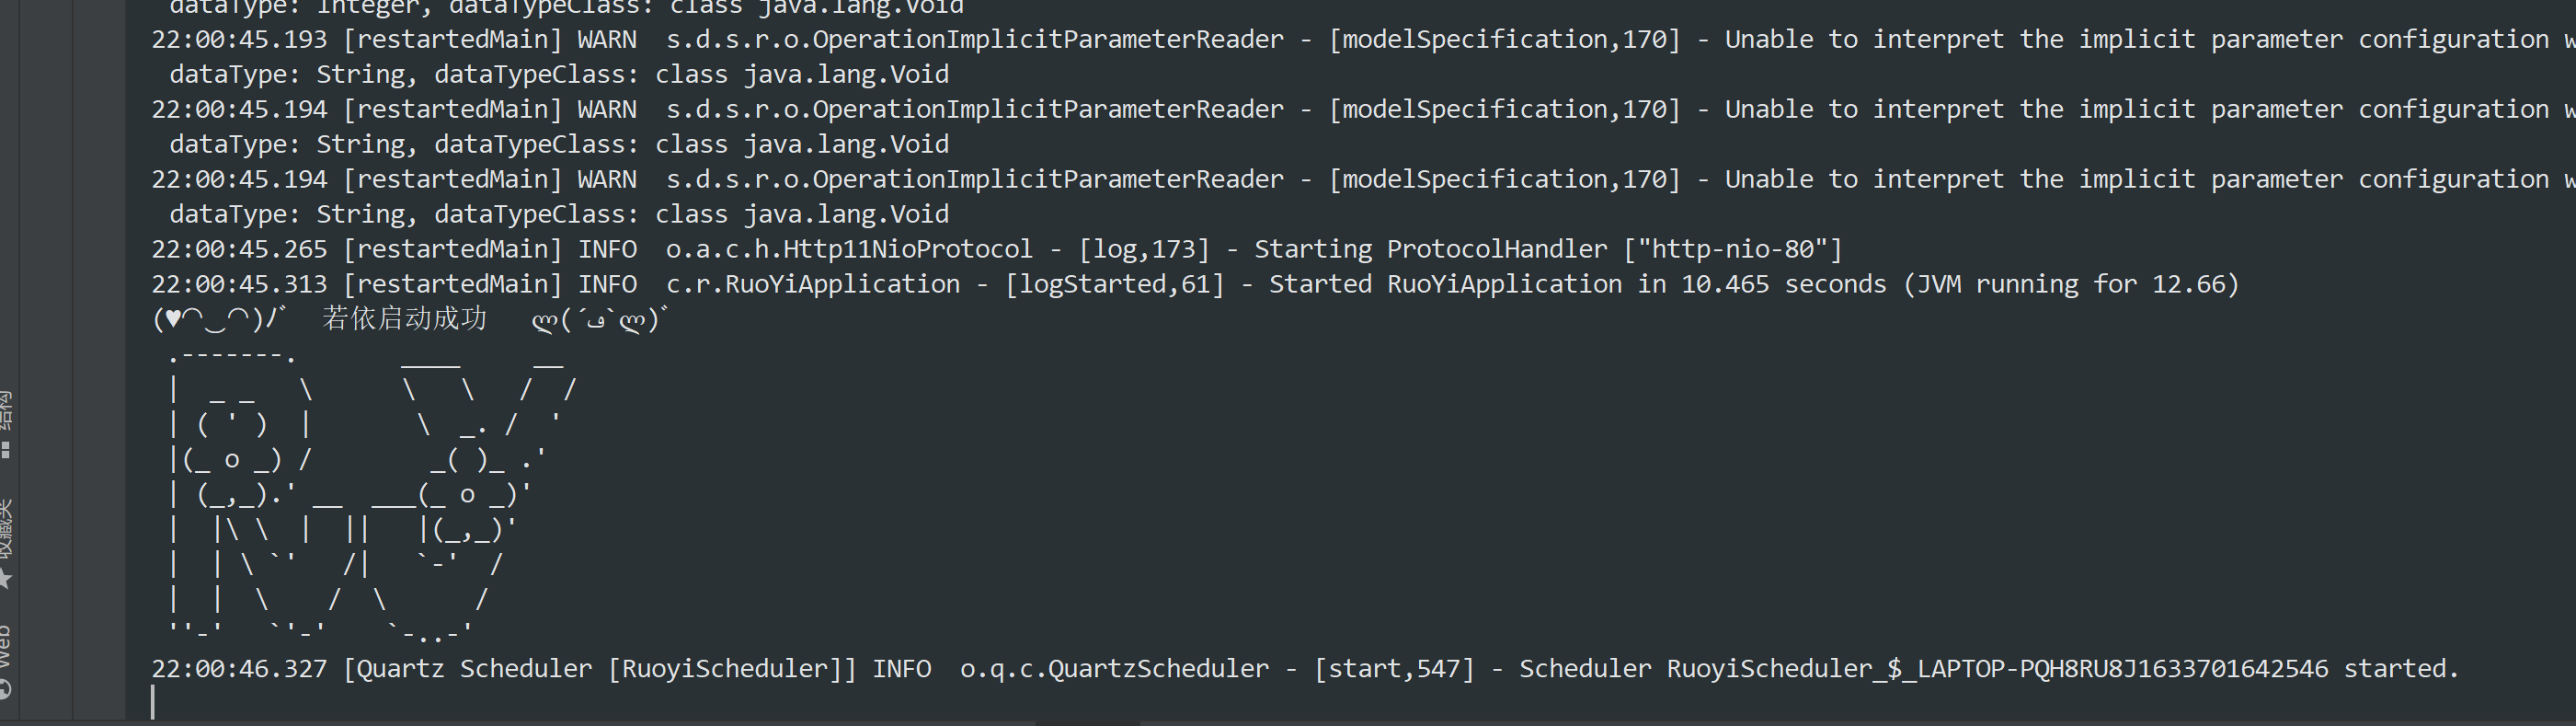 dataType: Integer, dataTypeClass: class java.lang.Void
22:00:45.193 [restartedMain] WARN  s.d.s.r.o.OperationImplicitParameterReader - [modelSpecification,170] - Unable to interpret the implicit parameter configuration
 dataType: String, dataTypeClass: class java.lang.Void
22:00:45.194 [restartedMain] WARN  s.d.s.r.o.OperationImplicitParameterReader - [modelSpecification,170] - Unable to interpret the implicit parameter configuration
 dataType: String, dataTypeClass: class java.lang.Void
22:00:45.194 [restartedMain] WARN  s.d.s.r.o.OperationImplicitParameterReader - [modelSpecification,170] - Unable to interpret the implicit parameter configuration
 dataType: String, dataTypeClass: class java.lang.Void
22:00:45.265 [restartedMain] INFO  o.a.c.h.Http11NioProtocol - [log,173] - Starting ProtocolHandler ["http-nio-80"]
22:00:45.313 [restartedMain] INFO  c.r.RuoYiApplication - [logStarted,61] - Started RuoYiApplication in 10.465 seconds (JVM running for 12.66)
(♥◠‿◠)ノ゙  若依启动成功   ლ(´ڡ`ლ)゙
 .-------.       ____     __
 |  _ _   \      \   \   /  /
 | ( ' )  |       \  _. /  '
 |(_ o _) /        _( )_ .'
 | (_,_).' __  ___(_ o _)'
 |  |\ \  |  ||   |(_,_)'
 |  | \ `'   /|   `-'  /
 |  |  \    /  \      /
 ''-'   `'-'    `-..-'
22:00:46.327 [Quartz Scheduler [RuoyiScheduler]] INFO  o.q.c.QuartzScheduler - [start,547] - Scheduler RuoyiScheduler_$_LAPTOP-PQH8RU8J1633701642546 started.
结构
收藏夹
Web